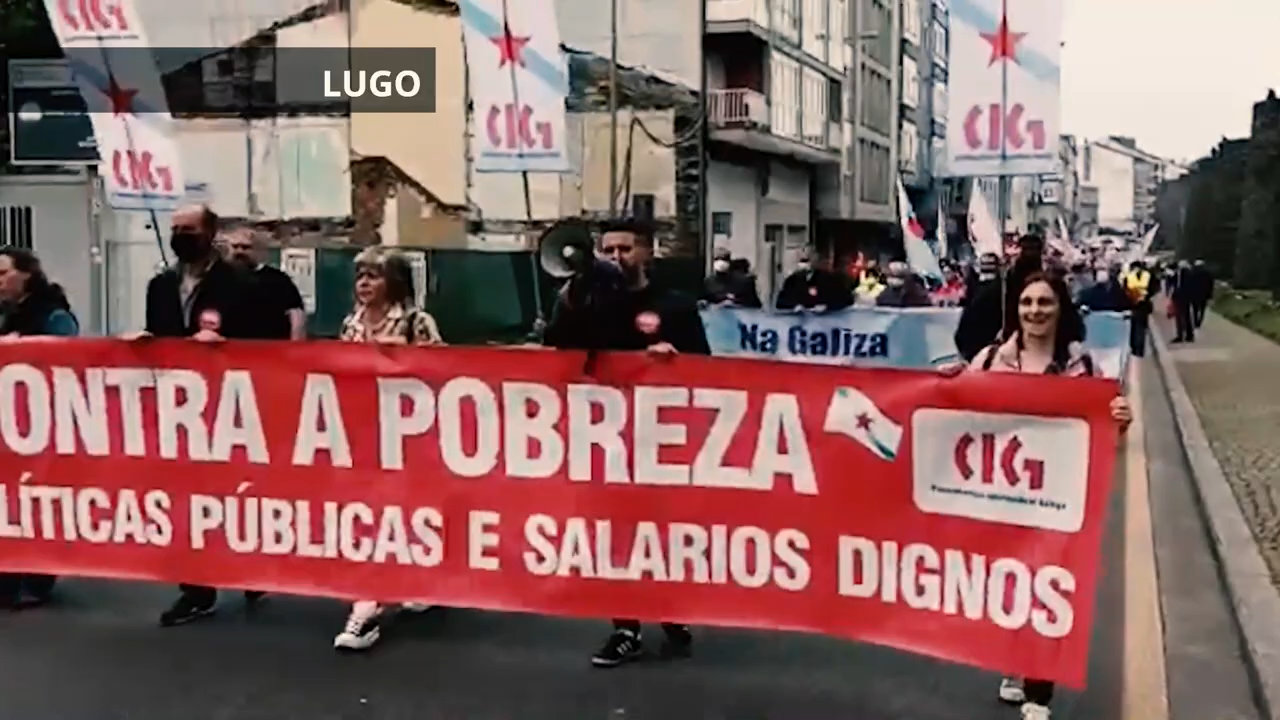 LUGO
CIG
CIG
CIG
CIG
Na Galiza
ONTRA A POBREZA
CIG
LÍTICAS PÚBLICAS E SALARIOS DIGNOS